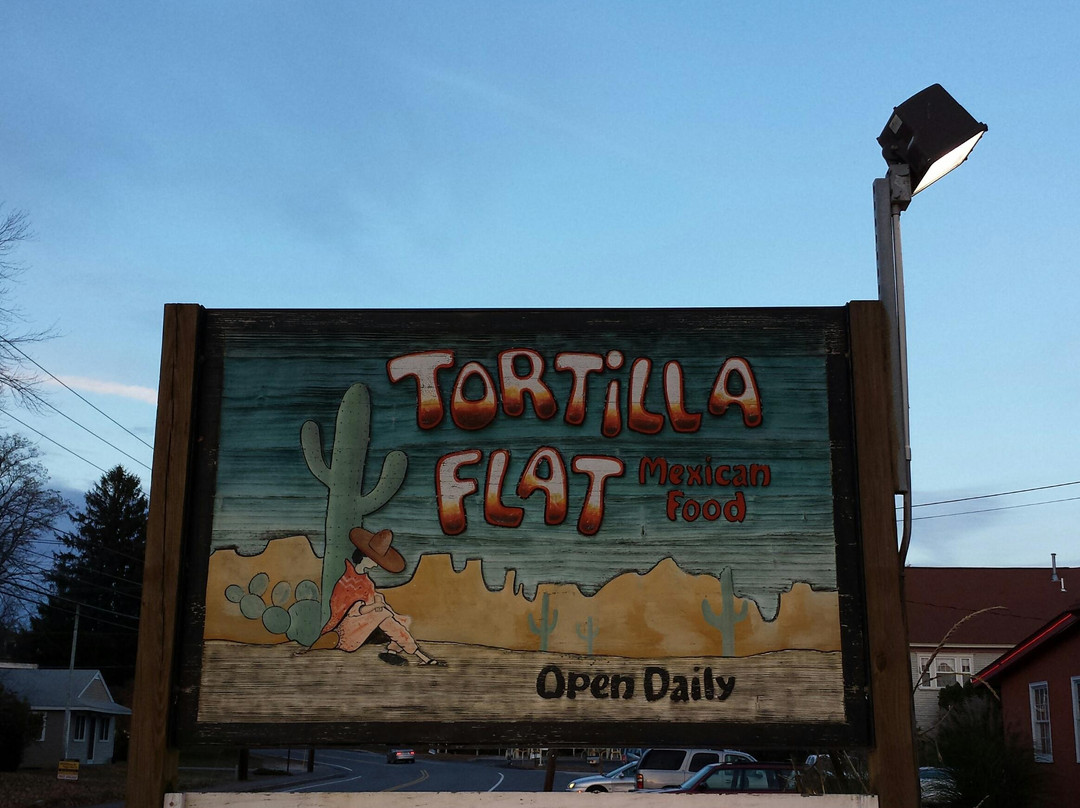 TORTiLLA
FLAT
Mexican
Food
Open Daily